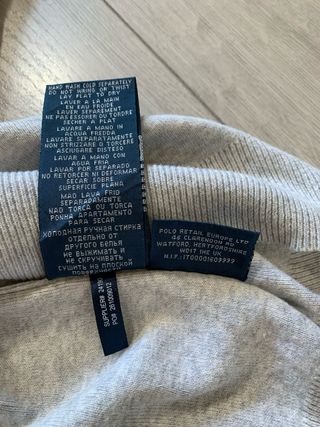 HAND WASH COLD SEPARATELY
DO NOT WRING OR TWIST
LAY FLAT TO DRY
LAVER A LA MAIN
EN EAU FROIDE
LAVER SEPAREMENT
NE PAS ESSORER OU TORDRE
SECHER A PLAT
LAVARE A MANO IN
ACQUA FREDDA
LAVARE SEPARATAMENTE
NON STRIZZARE O TORCERE
ASCIUGARE DISTESO
LAVAR A MANO CON
AGUA FRIA
LAVAR POR SEPARADO
NO RETORCER NI DEFORMAR
SECAR SOBRE
SUPERFICIE PLANA
MAO LAVA FRIO
SEPARADAMENTE
NAO TORCA OU TORCA
PONHA APARTAMENTO
PARA SECAR
ХОЛОДНАЯ РУЧНАЯ СТИРКА
ОТДЕЛЬНО ОТ
ДРУГОГО БЕЛЬЯ
НЕ ВЫЖИМАТЬ И
НЕ СКРУЧИВАТЬ
СУШИТЬ НА ПЛОСКОЙ
POLO RETAIL EUROPE LTD
46 CLARENDON RD
WATFORD, HERTFORDSHIRE
WD17 1HE UK
N.I.F.:IT00001609999
SUPPLIER# 
PO#